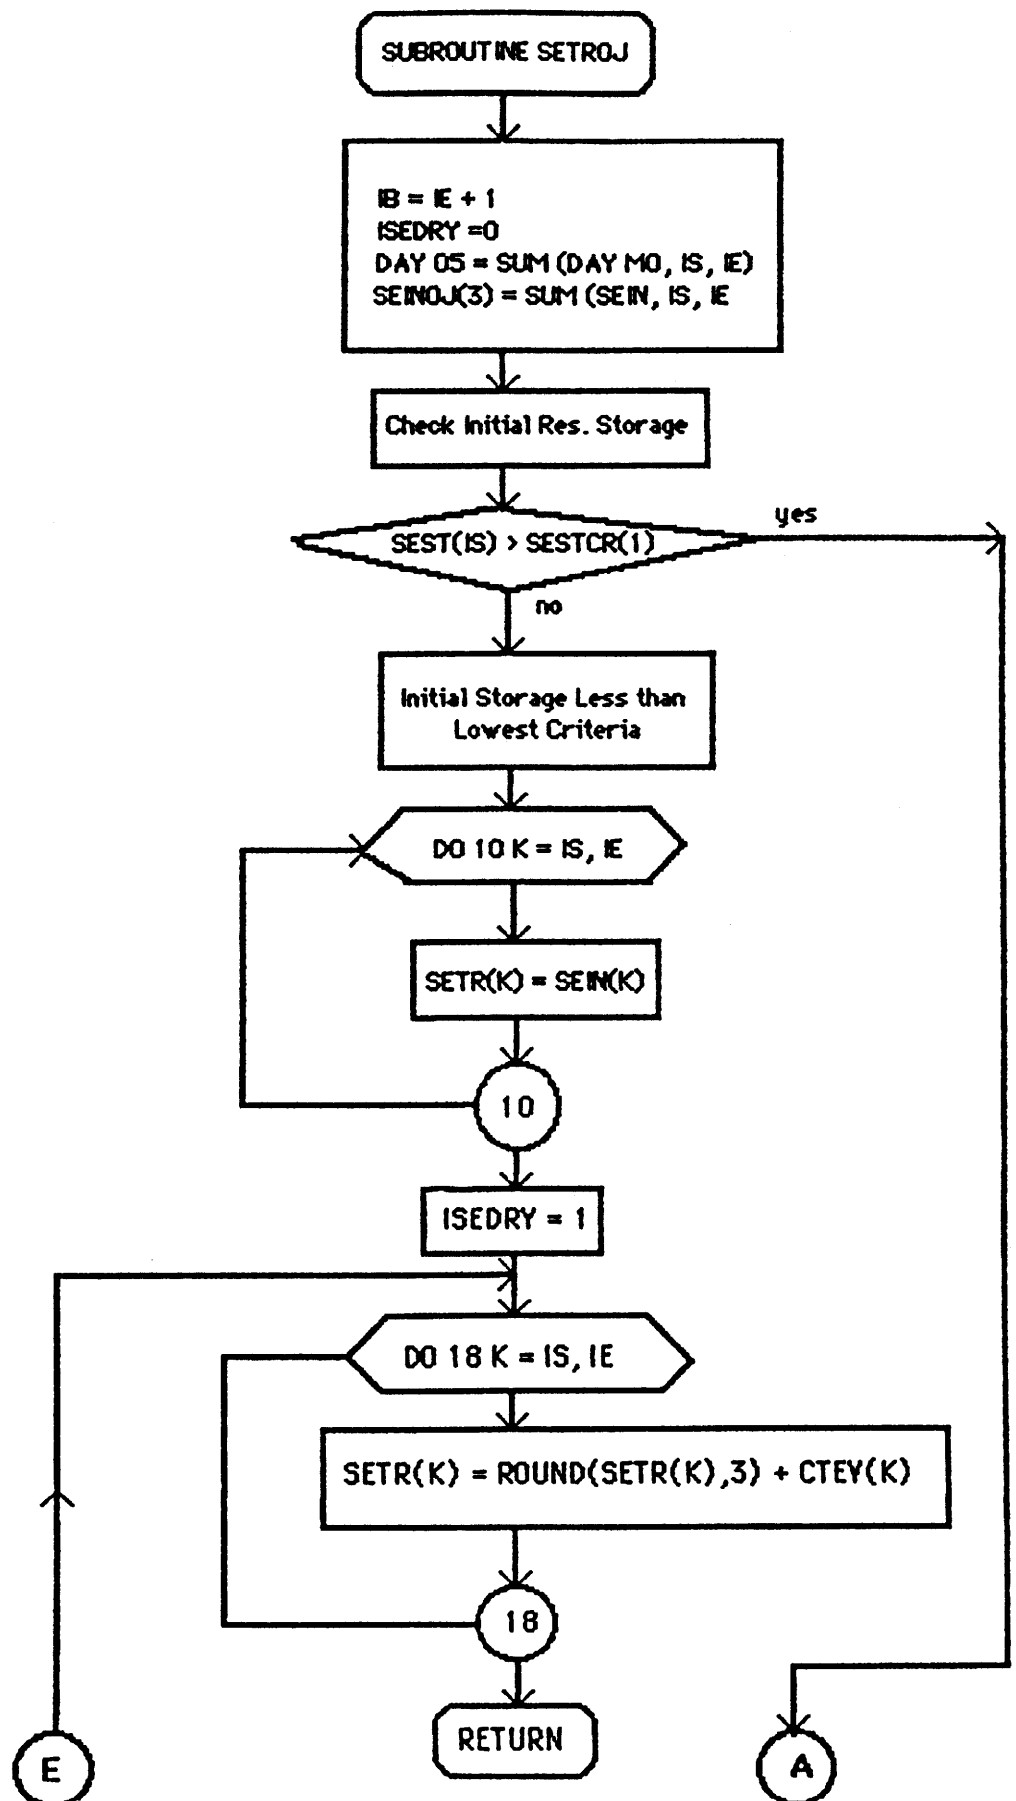 SUBROUTINE SETROJ
IB = IE + 1
ISEDRY =0
DAY 05 = SUM (DAY MO, IS, IE)
SEINOJ(3) = SUM (SEIN, IS, IE
Check Initial Res. Storage
SEST(IS) > SESTCR(1)
yes
no
Initial Storage Less than
Lowest Criteria
DO 10 K = IS, IE
SETR(K) = SEIN(K)
10
ISEDRY = 1
DO 18 K = IS, IE
SETR(K) = ROUND(SETR(K),3) + CTEV(K)
18
RETURN
E
A